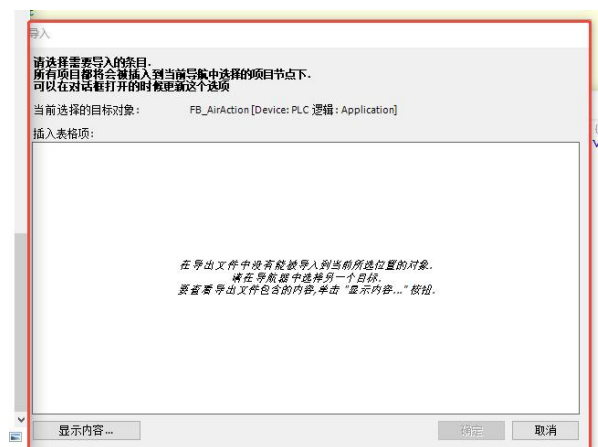 导入
请选择需要导入的条目.
所有项目都将会被插入到当前导航中选择的项目节点下.
可以在对话框打开的时候更新这个选项
当前选择的目标对象: FB_AirAction [Device: PLC 逻辑: Application]
插入表格项:
在导出文件中没有能被导入到当前所选位置的对象.
请在导航器中选择另一个目标.
要查看导出文件包含的内容,单击 "显示内容..." 按钮.
显示内容... 确定 取消